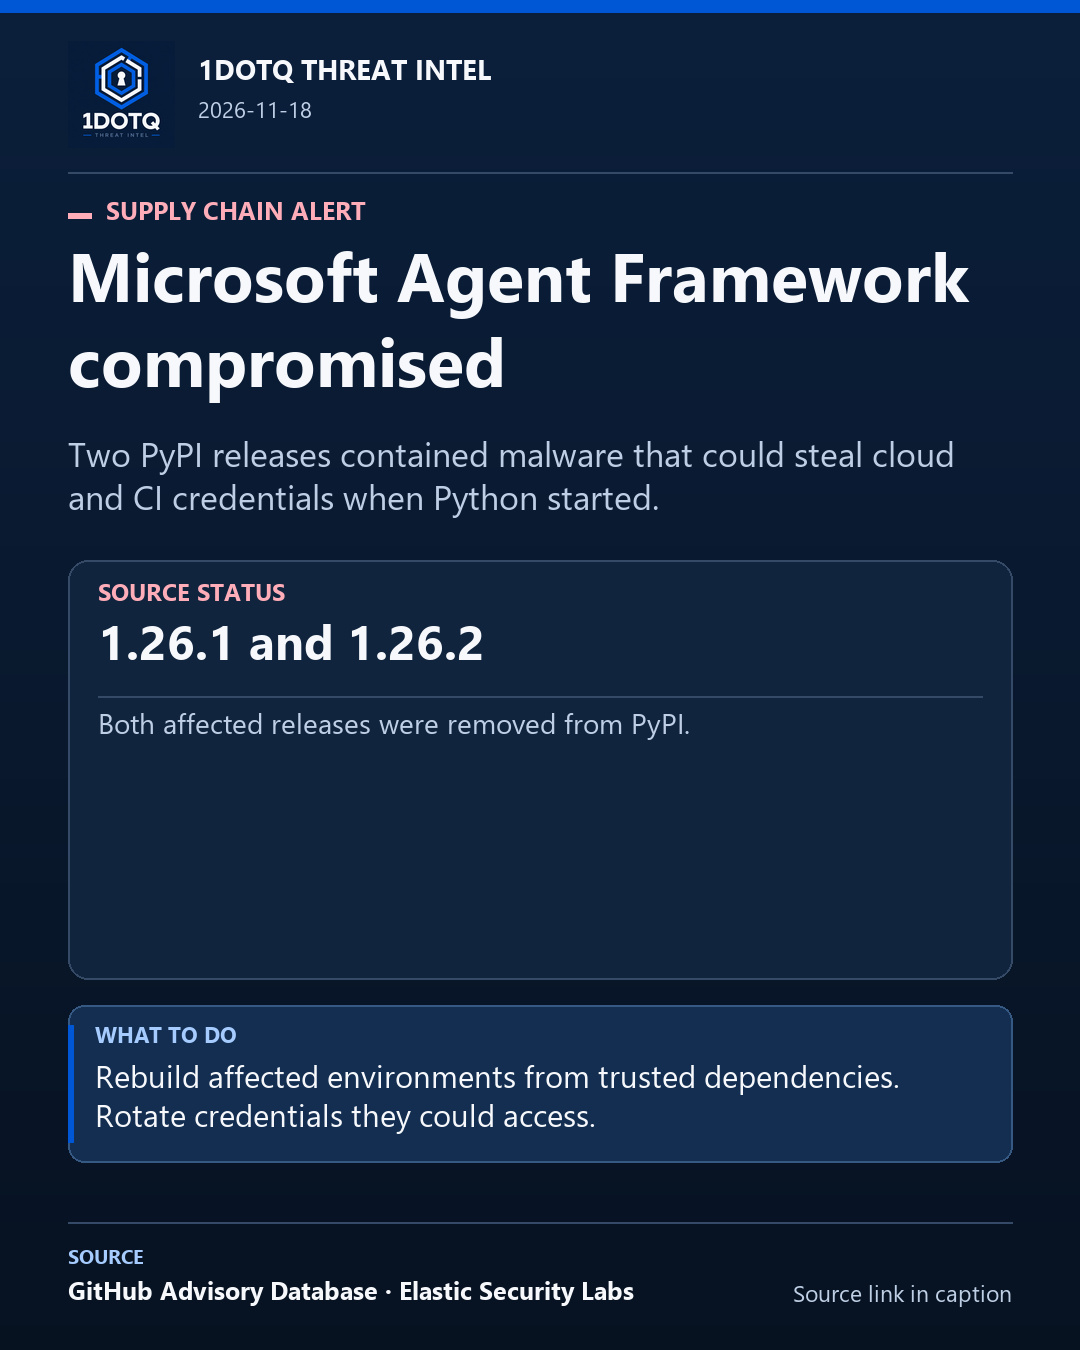 1DOTQ
THREAT INTEL
1DOTQ THREAT INTEL
2026-11-18
SUPPLY CHAIN ALERT
Microsoft Agent Framework
compromised
Two PyPI releases contained malware that could steal cloud
and CI credentials when Python started.
SOURCE STATUS
1.26.1 and 1.26.2
Both affected releases were removed from PyPI.
WHAT TO DO
Rebuild affected environments from trusted dependencies.
Rotate credentials they could access.
SOURCE
GitHub Advisory Database · Elastic Security Labs
Source link in caption